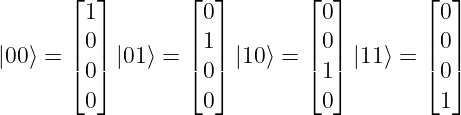 |00⟩ = [1 0 0 0] |01⟩ = [0 1 0 0] |10⟩ = [0 0 1 0] |11⟩ = [0 0 0 1]